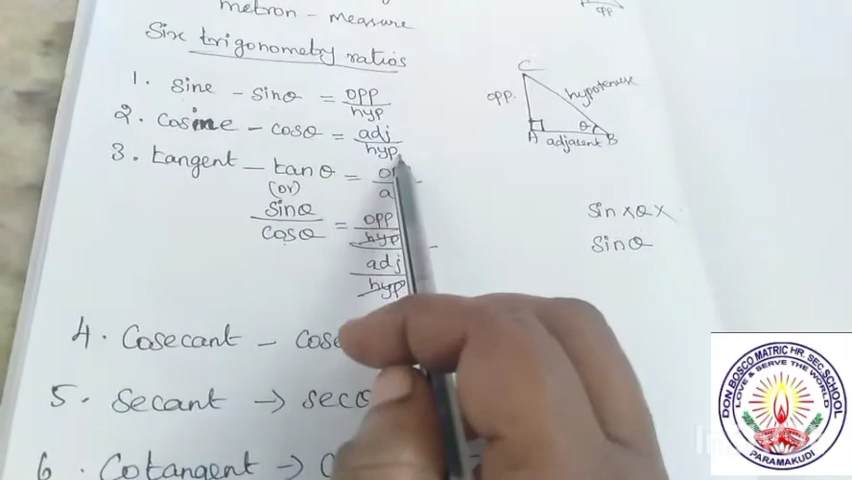 metron - measure
Six trigonometry ratios
1. Sine - sinθ = opp/hyp
2. Cosine - cosθ = adj/hyp
3. tangent - tanθ =
(or)
sinθ/cosθ = opp/hyp/adj/hyp
4. Cosecant -
5. Secant →
6. Cotangent →
opp
C
opp.
hypotenuse
θ
A
B
adjacent
Sin x θ x
Sinθ
DON BOSCO MATRIC HR. SEC SCHOOL
LOVE & SERVE THE WORLD
PARAMAKUDI